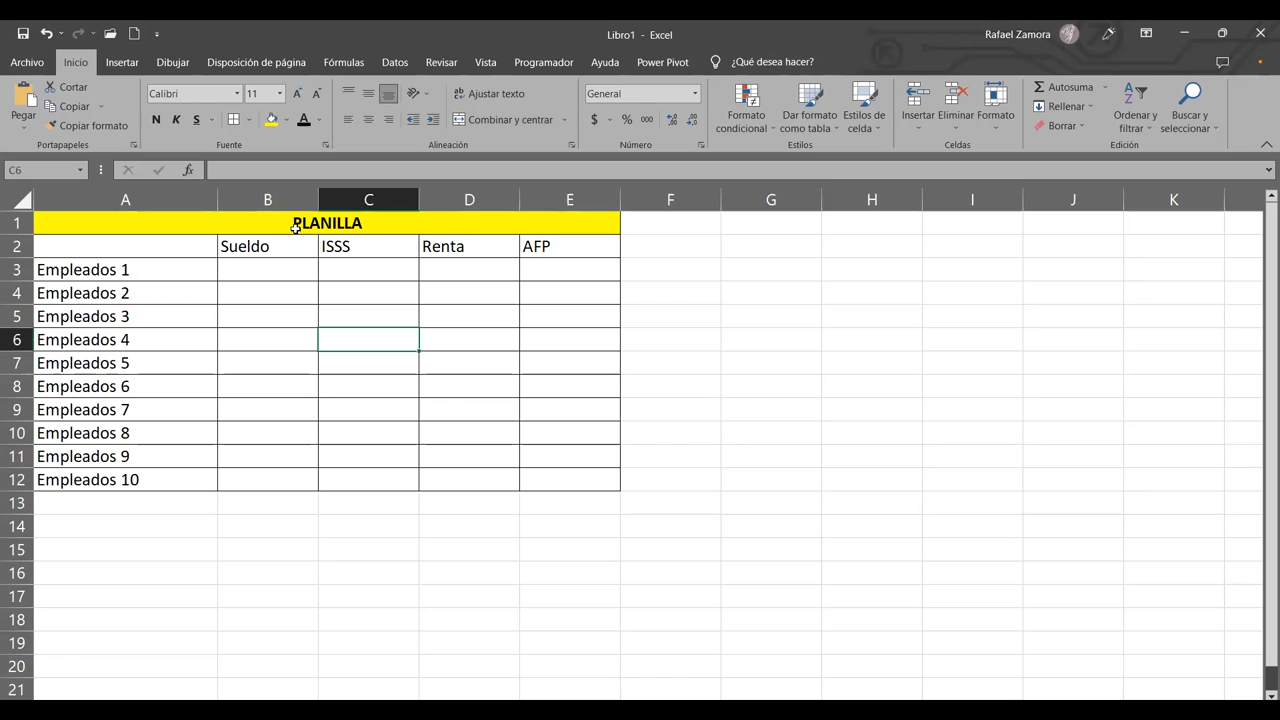 Libro1 - Excel
Rafael Zamora
Archivo Inicio Insertar Dibujar Disposición de página Fórmulas Datos Revisar Vista Programador Ayuda Power Pivot ¿Qué desea hacer?
Pegar
Cortar
Copiar
Copiar formato
Portapapeles
Calibri 11
N K S
Fuente
Ajustar texto
Combinar y centrar
Alineación
General
$ % 000
Número
Formato condicional
Dar formato como tabla
Estilos de celda
Estilos
Insertar Eliminar Formato
Celdas
Autosuma
Rellenar
Borrar
Ordenar y filtrar
Buscar y seleccionar
Edición
C6 fx
A B C D E F G H I J K
1 PLANILLA
2 Sueldo ISSS Renta AFP
3 Empleados 1
4 Empleados 2
5 Empleados 3
6 Empleados 4
7 Empleados 5
8 Empleados 6
9 Empleados 7
10 Empleados 8
11 Empleados 9
12 Empleados 10
13
14
15
16
17
18
19
20
21